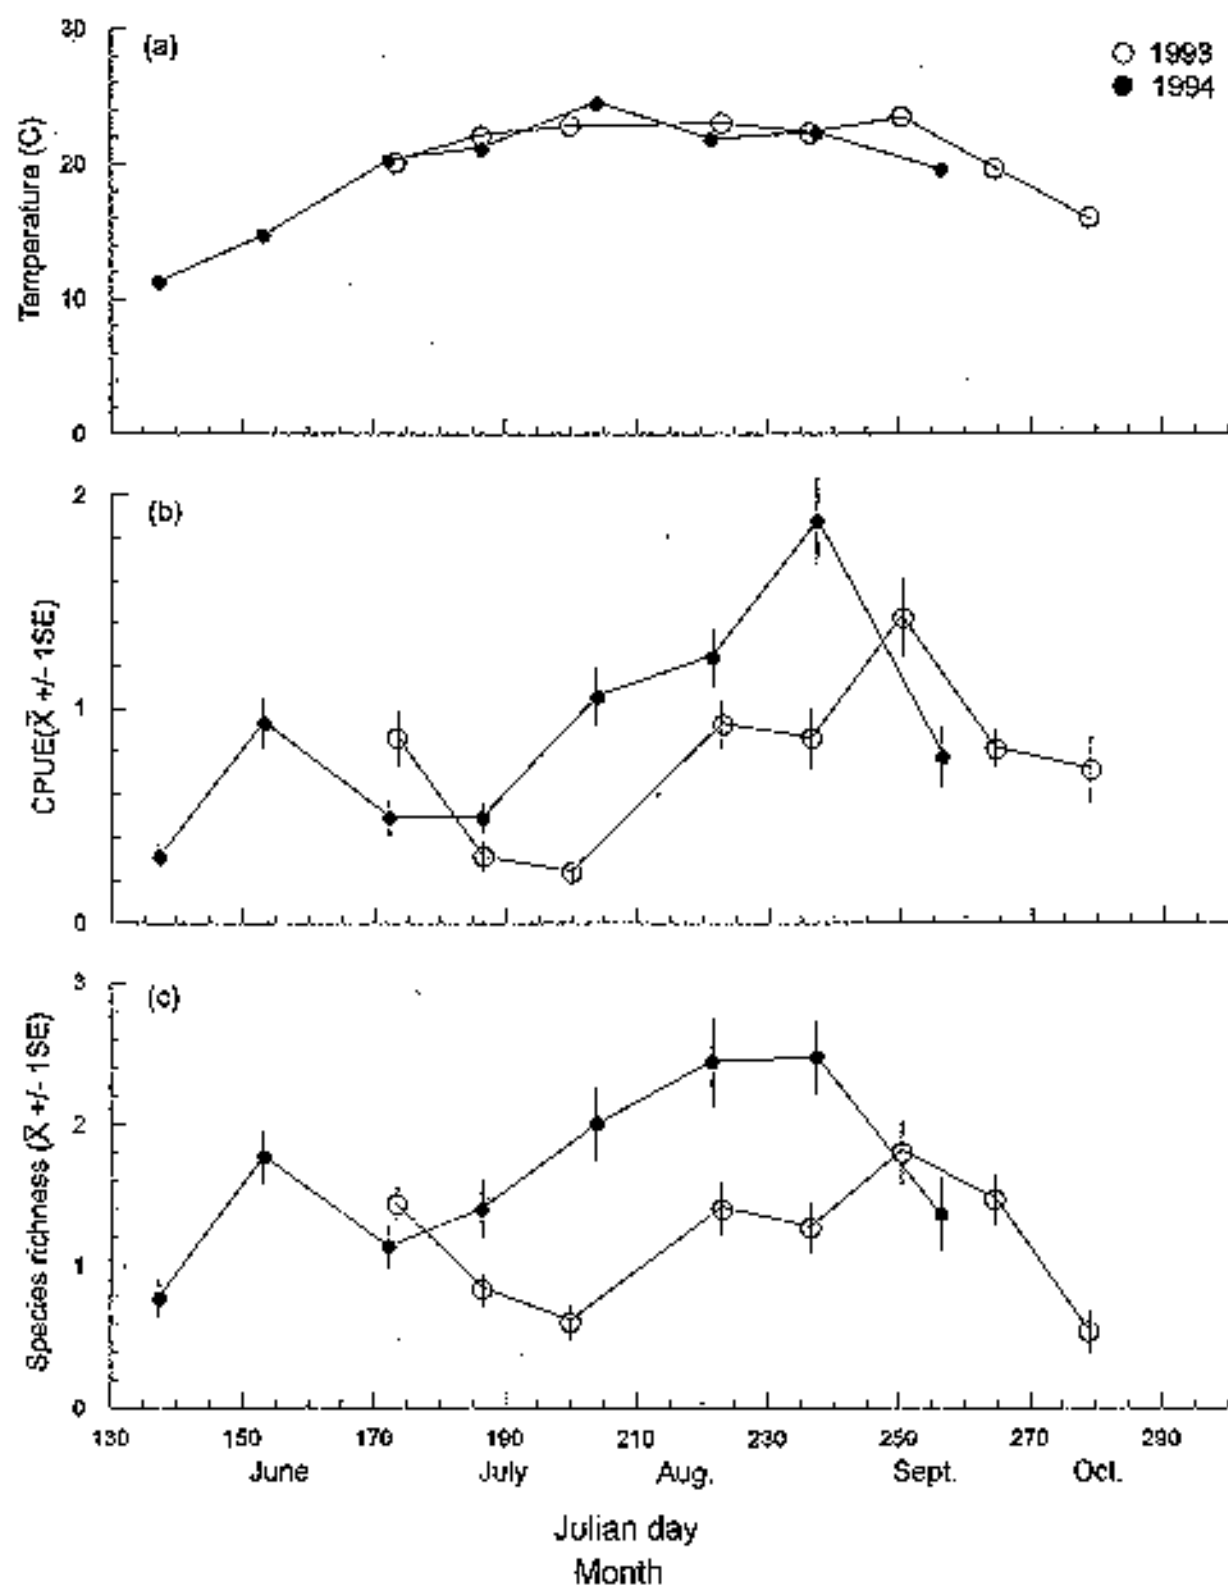 (a)
1993
1994
30
20
10
0
Temperature (C)
(b)
2
1
0
CPUE(X̅ +/- 1SE)
(c)
3
2
1
0
Species richness (X̅ +/- 1SE)
130 150 170 190 210 230 250 270 290
June July Aug. Sept. Oct.
Julian day
Month